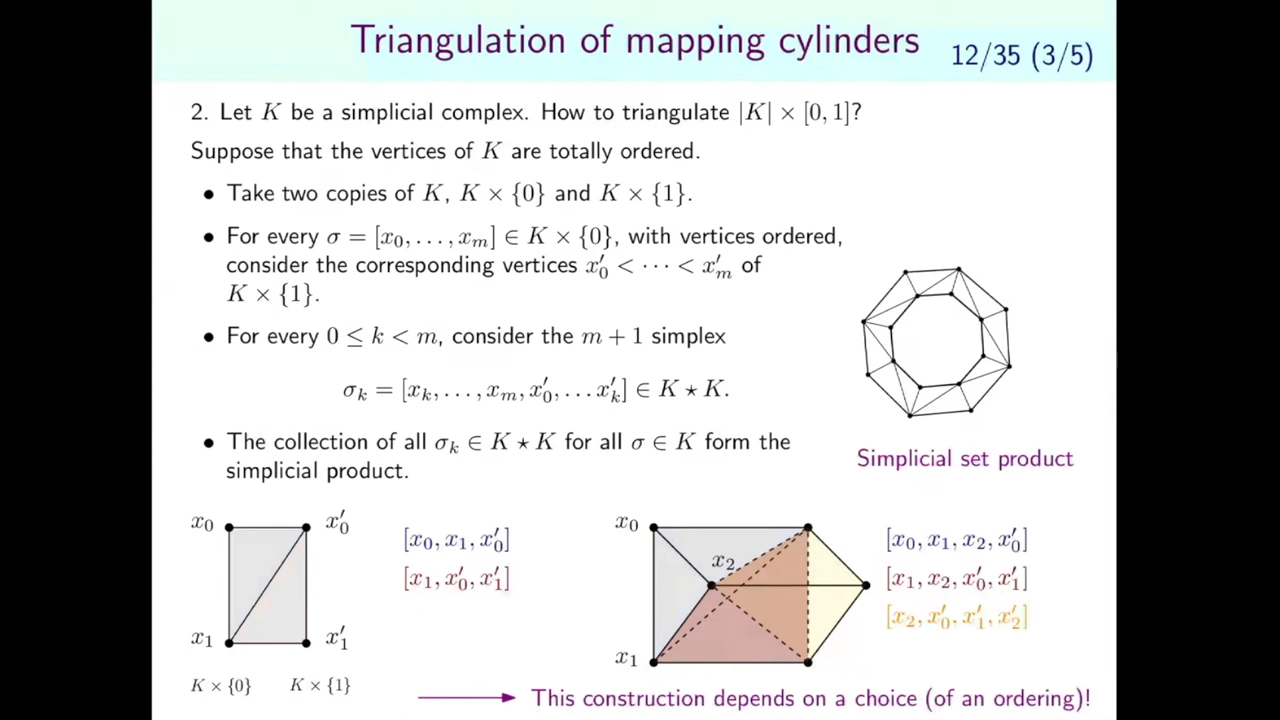 Triangulation of mapping cylinders
12/35 (3/5)
2. Let K be a simplicial complex. How to triangulate |K| × [0, 1]?
Suppose that the vertices of K are totally ordered.
• Take two copies of K, K × {0} and K × {1}.
• For every σ = [x₀, . . . , xₘ] ∈ K × {0}, with vertices ordered,
consider the corresponding vertices x′₀ < · · · < x′ₘ of
K × {1}.
• For every 0 ≤ k < m, consider the m + 1 simplex
σₖ = [xₖ, . . . , xₘ, x′₀, . . . x′ₖ] ∈ K ⋆ K.
• The collection of all σₖ ∈ K ⋆ K for all σ ∈ K form the
simplicial product.
Simplicial set product
x₀ x′₀
x₁ x′₁
K × {0} K × {1}
[x₀, x₁, x′₀]
[x₁, x′₀, x′₁]
x₀
x₂
x₁
[x₀, x₁, x₂, x′₀]
[x₁, x₂, x′₀, x′₁]
[x₂, x′₀, x′₁, x′₂]
This construction depends on a choice (of an ordering)!